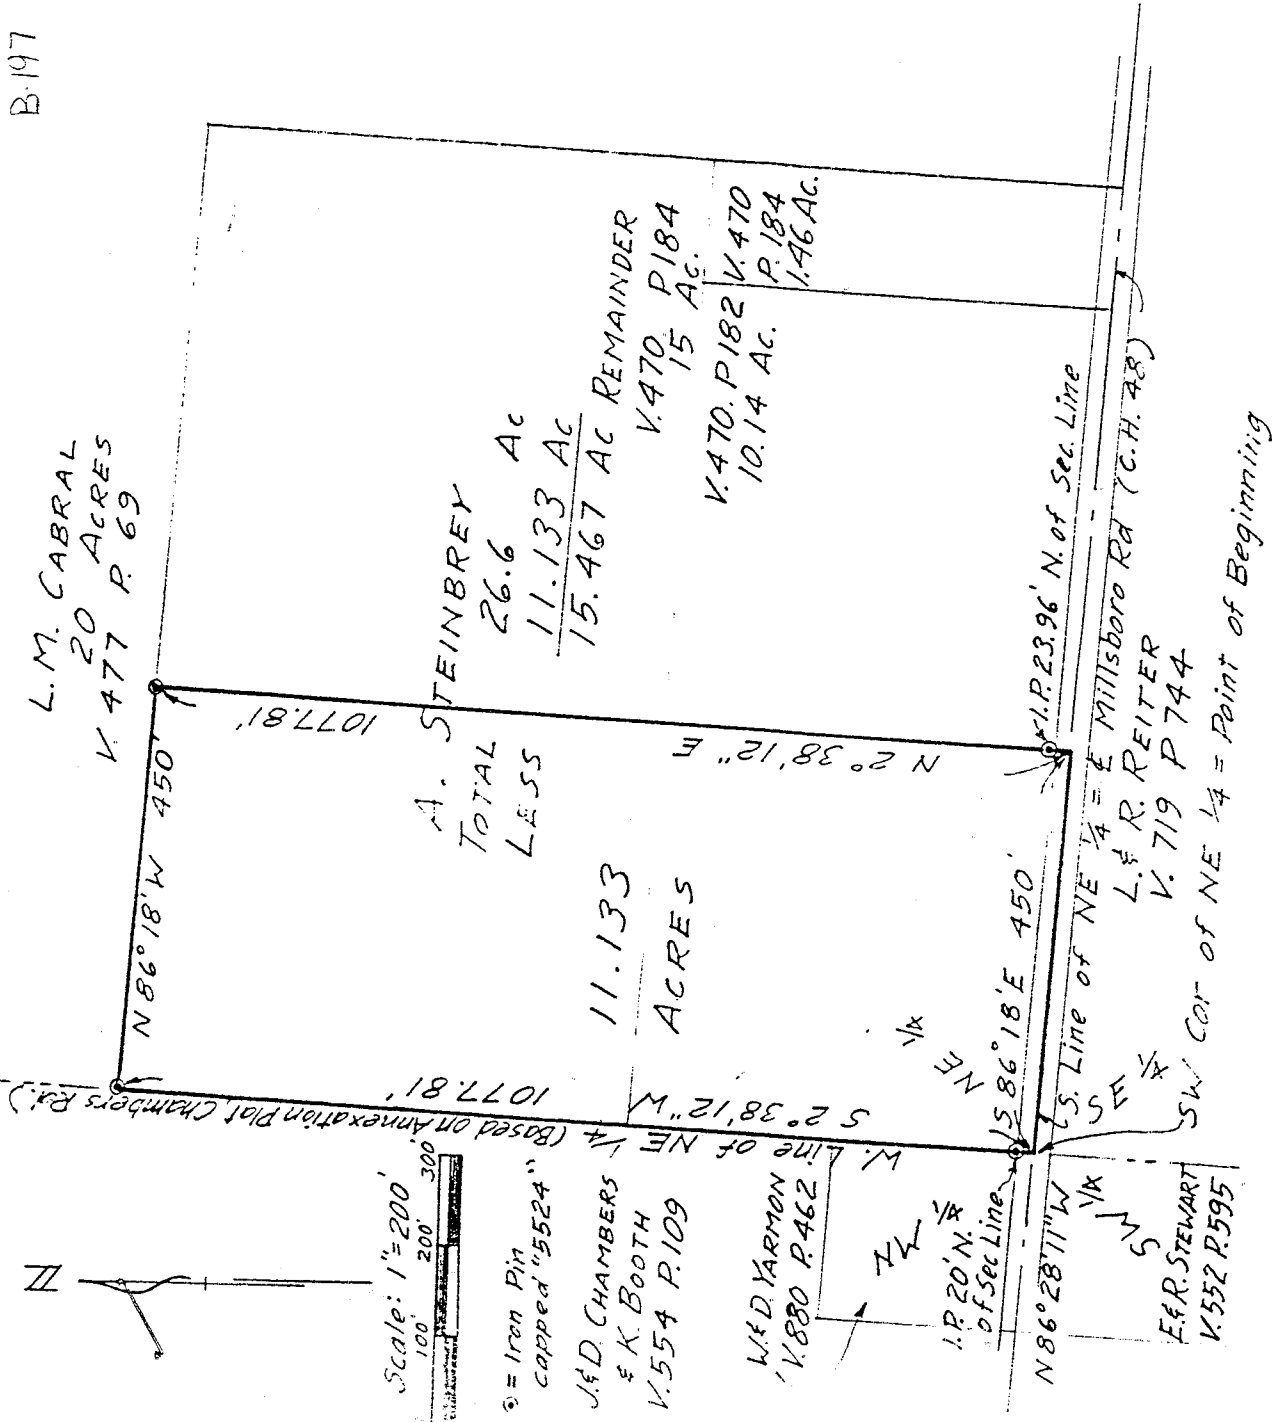 B-197
L. M. CABRAL
20 ACRES
V. 477 P. 69
N 86° 18' W 450'
1077.81'
N 2° 38' 12" E
A. STEINBREY
TOTAL 26.6 Ac
LESS 11.133 Ac
15.467 Ac REMAINDER
V. 470 P 184
15 Ac.
V. 470. P 182
10.14 Ac.
V. 470
P. 184
1.46 Ac.
11.133
ACRES
1077.81'
S 2° 38' 12" W
W. Line of NE 1/4 (Based on Annexation Plat, Chambers Rd.)
Scale: 1" = 200'
100' 200' 300'
= Iron Pin
capped "5524"
J. & D. CHAMBERS
& K. BOOTH
V. 554 P. 109
W. & D. YARMON
V. 880 P. 462
NE 1/4
S 86° 18' E 450'
I.P. 23.96' N. of Sec. Line
I.P. 20' N.
of Sec Line
S. Line of NE 1/4 = ₵ Millsboro Rd (C.H. 48)
L. & R. REITER
V. 719 P 744
SE 1/4
SW 1/4
N 86° 28' 11" W
SW Cor of NE 1/4 = Point of Beginning
E. & R. STEWART
V. 552 P. 595